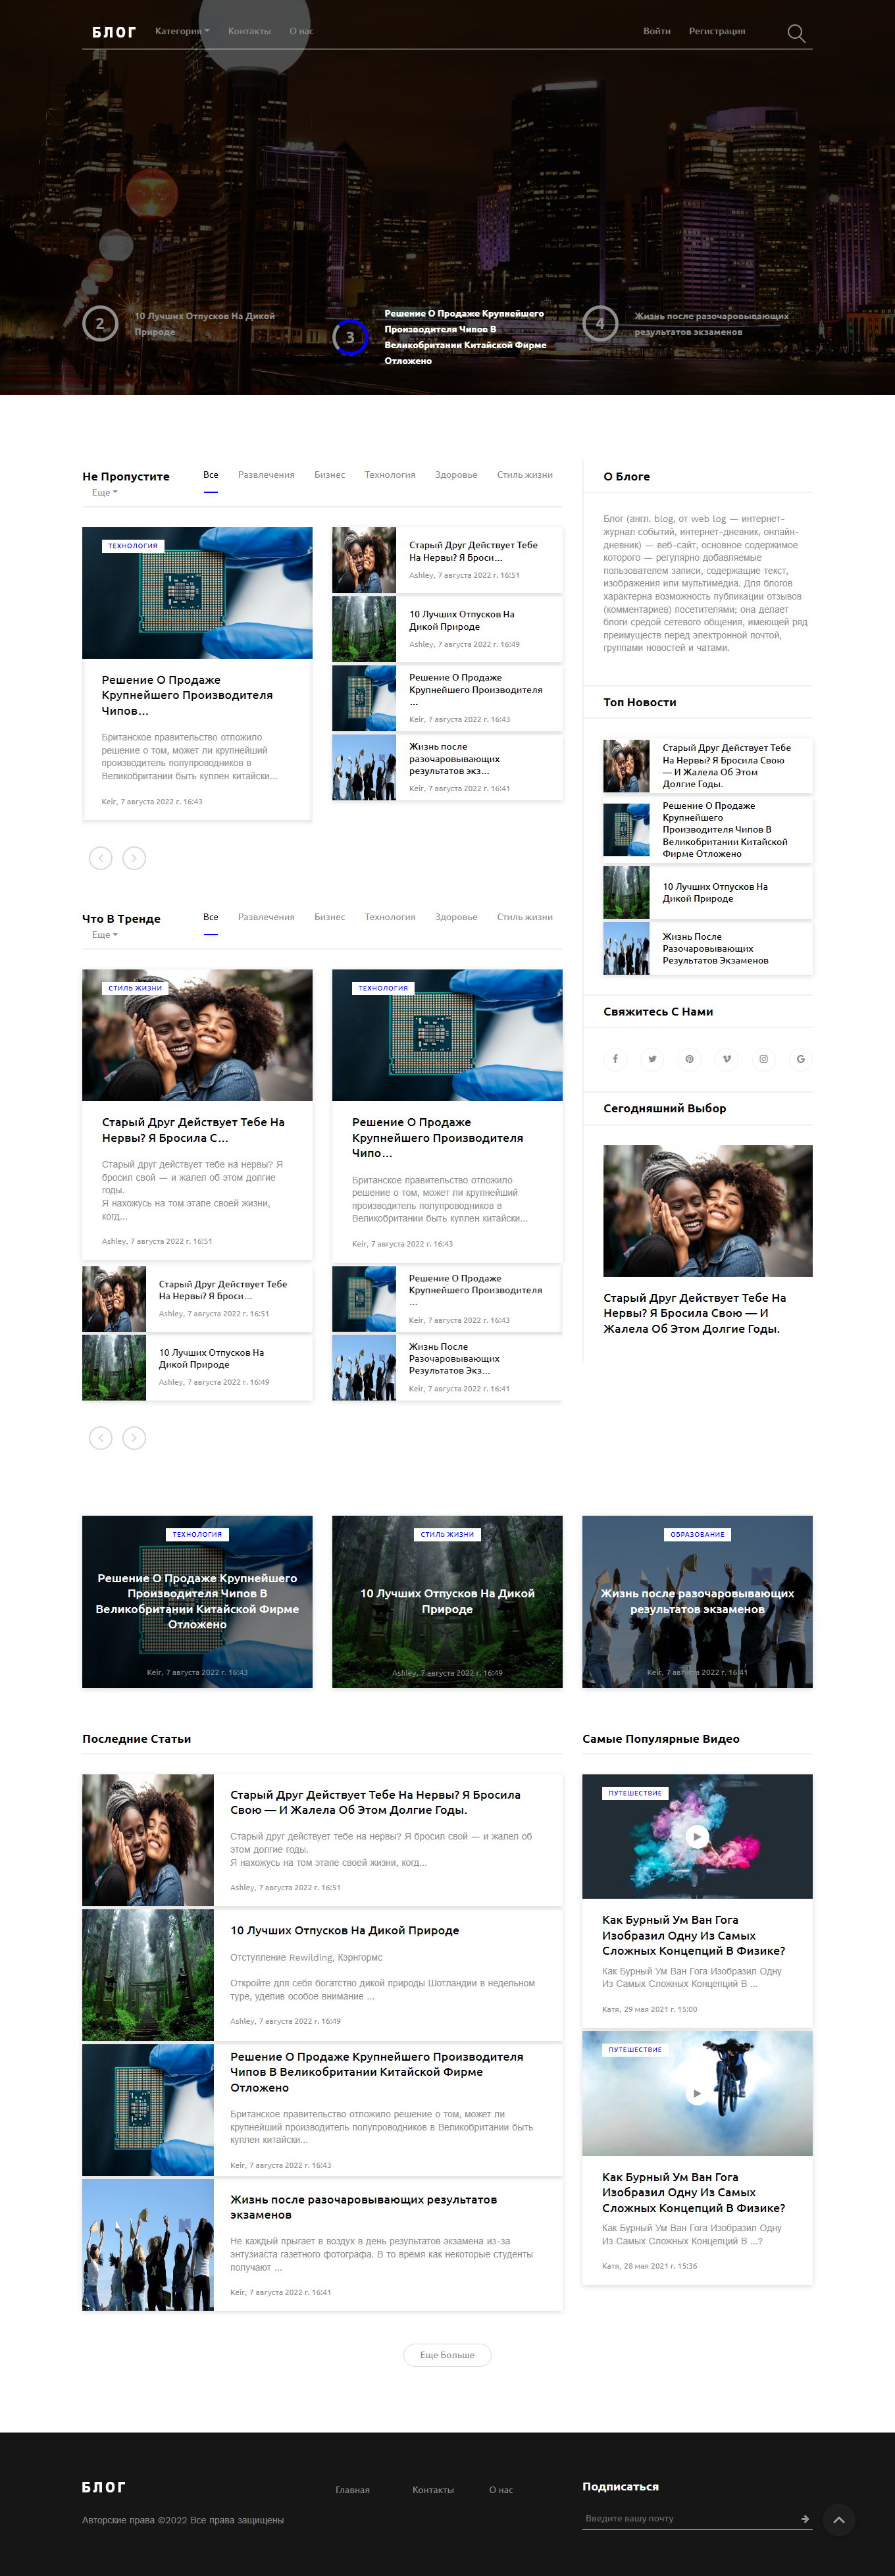 БЛОГ
Категория
Контакты
О нас
Войти
Регистрация
2
10 Лучших Отпусков На Дикой
Природе
3
Решение О Продаже Крупнейшего
Производителя Чипов В
Великобритании Китайской Фирме
Отложено
4
Жизнь после разочаровывающих
результатов экзаменов
Не Пропустите
Все
Развлечения
Бизнес
Технология
Здоровье
Стиль жизни
Еще
ТЕХНОЛОГИЯ
Решение О Продаже
Крупнейшего Производителя
Чипов…
Британское правительство отложило
решение о том, может ли крупнейший
производитель полупроводников в
Великобритании быть куплен китайски…
Keir, 7 августа 2022 г. 16:43
Старый Друг Действует Тебе
На Нервы? Я Броси…
Ashley, 7 августа 2022 г. 16:51
10 Лучших Отпусков На
Дикой Природе
Ashley, 7 августа 2022 г. 16:49
Решение О Продаже
Крупнейшего Производителя
…
Keir, 7 августа 2022 г. 16:43
Жизнь после
разочаровывающих
результатов экз…
Keir, 7 августа 2022 г. 16:41
Что В Тренде
Все
Развлечения
Бизнес
Технология
Здоровье
Стиль жизни
Еще
СТИЛЬ ЖИЗНИ
Старый Друг Действует Тебе На
Нервы? Я Бросила С…
Старый друг действует тебе на нервы? Я
бросил свой — и жалел об этом долгие
годы.
Я нахожусь на том этапе своей жизни,
когд…
Ashley, 7 августа 2022 г. 16:51
ТЕХНОЛОГИЯ
Решение О Продаже
Крупнейшего Производителя
Чипо…
Британское правительство отложило
решение о том, может ли крупнейший
производитель полупроводников в
Великобритании быть куплен китайски…
Keir, 7 августа 2022 г. 16:43
Старый Друг Действует Тебе
На Нервы? Я Броси…
Ashley, 7 августа 2022 г. 16:51
10 Лучших Отпусков На
Дикой Природе
Ashley, 7 августа 2022 г. 16:49
Решение О Продаже
Крупнейшего Производителя
…
Keir, 7 августа 2022 г. 16:43
Жизнь После
Разочаровывающих
Результатов Экз…
Keir, 7 августа 2022 г. 16:41
О Блоге
Блог (англ. blog, от web log — интернет-
журнал событий, интернет-дневник, онлайн-
дневник) — веб-сайт, основное содержимое
которого — регулярно добавляемые
пользователем записи, содержащие текст,
изображения или мультимедиа. Для блогов
характерна возможность публикации отзывов
(комментариев) посетителями; она делает
блоги средой сетевого общения, имеющей ряд
преимуществ перед электронной почтой,
группами новостей и чатами.
Топ Новости
Старый Друг Действует Тебе
На Нервы? Я Бросила Свою
— И Жалела Об Этом
Долгие Годы.
Решение О Продаже
Крупнейшего
Производителя Чипов В
Великобритании Китайской
Фирме Отложено
10 Лучших Отпусков На
Дикой Природе
Жизнь После
Разочаровывающих
Результатов Экзаменов
Свяжитесь С Нами
Сегодняшний Выбор
Старый Друг Действует Тебе На
Нервы? Я Бросила Свою — И
Жалела Об Этом Долгие Годы.
ТЕХНОЛОГИЯ
Решение О Продаже Крупнейшего
Производителя Чипов В
Великобритании Китайской Фирме
Отложено
Keir, 7 августа 2022 г. 16:43
СТИЛЬ ЖИЗНИ
10 Лучших Отпусков На Дикой
Природе
Ashley, 7 августа 2022 г. 16:49
ОБРАЗОВАНИЕ
Жизнь после разочаровывающих
результатов экзаменов
Keir, 7 августа 2022 г. 16:41
Последние Статьи
Старый Друг Действует Тебе На Нервы? Я Бросила
Свою — И Жалела Об Этом Долгие Годы.
Старый друг действует тебе на нервы? Я бросил свой — и жалел об
этом долгие годы.
Я нахожусь на том этапе своей жизни, когд…
Ashley, 7 августа 2022 г. 16:51
10 Лучших Отпусков На Дикой Природе
Отступление Rewilding, Кэрнгормс
Откройте для себя богатство дикой природы Шотландии в недельном
туре, уделив особое внимание …
Ashley, 7 августа 2022 г. 16:49
Решение О Продаже Крупнейшего Производителя
Чипов В Великобритании Китайской Фирме
Отложено
Британское правительство отложило решение о том, может ли
крупнейший производитель полупроводников в Великобритании быть
куплен китайски…
Keir, 7 августа 2022 г. 16:43
Жизнь после разочаровывающих результатов
экзаменов
Не каждый прыгает в воздух в день результатов экзамена из-за
энтузиаста газетного фотографа. В то время как некоторые студенты
получают …
Keir, 7 августа 2022 г. 16:41
Самые Популярные Видео
ПУТЕШЕСТВИЕ
Как Бурный Ум Ван Гога
Изобразил Одну Из Самых
Сложных Концепций В Физике?
Как Бурный Ум Ван Гога Изобразил Одну
Из Самых Сложных Концепций В …
Катя, 29 мая 2021 г. 15:00
ПУТЕШЕСТВИЕ
Как Бурный Ум Ван Гога
Изобразил Одну Из Самых
Сложных Концепций В Физике?
Как Бурный Ум Ван Гога Изобразил Одну
Из Самых Сложных Концепций В …?
Катя, 28 мая 2021 г. 15:36
Еще Больше
БЛОГ
Авторские права ©2022 Все права защищены
Главная
Контакты
О нас
Подписаться
Введите вашу почту